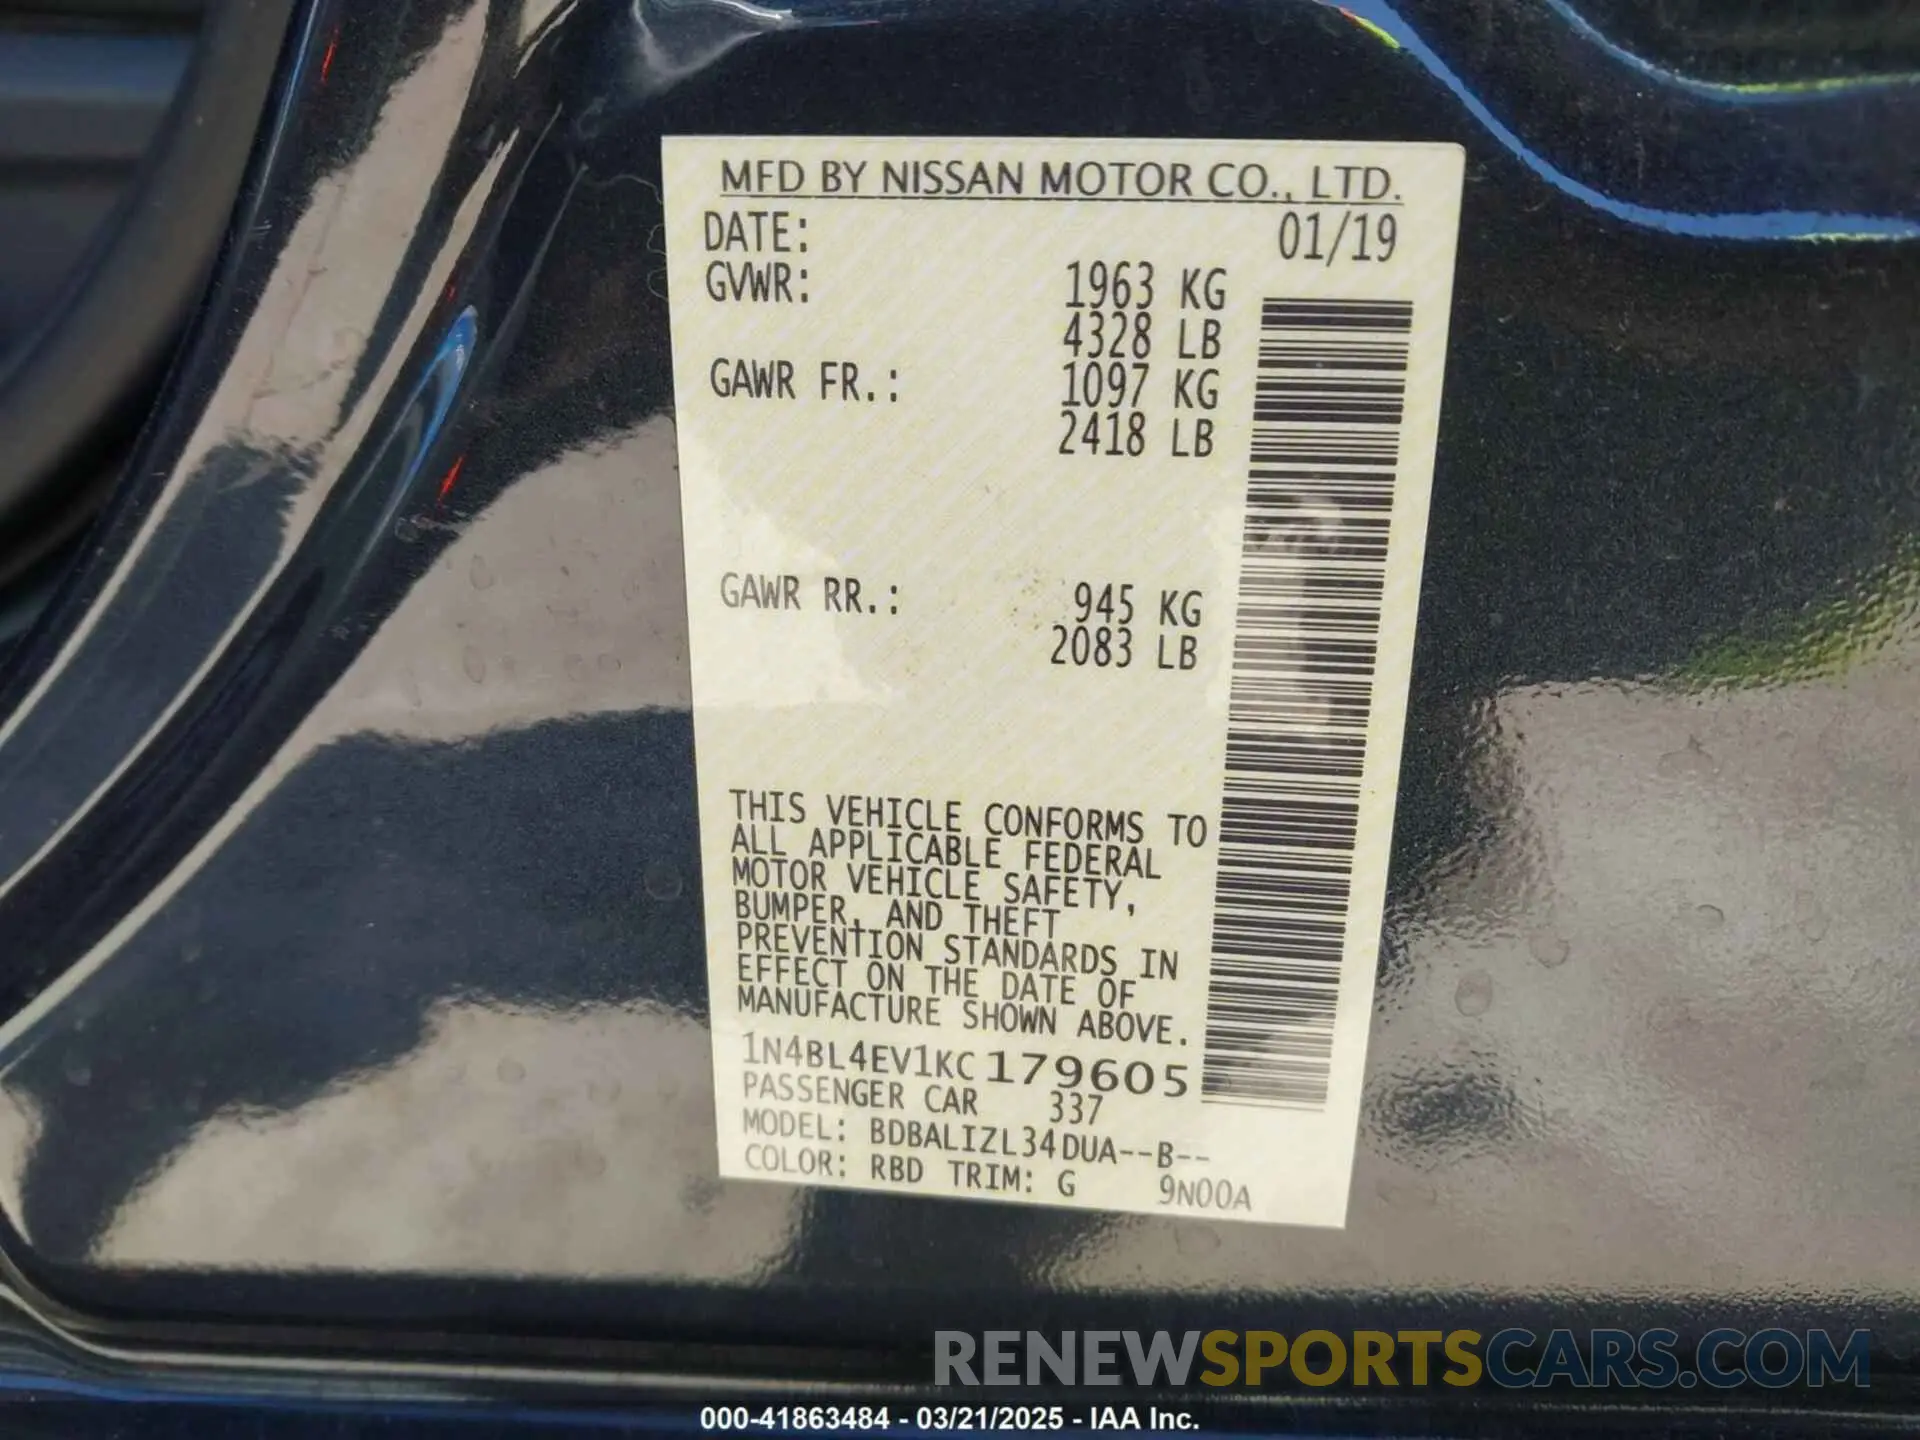 MFD BY NISSAN MOTOR CO., LTD.
DATE: 01/19
GVWR: 1963 KG
4328 LB
GAWR FR.: 1097 KG
2418 LB
GAWR RR.: 945 KG
2083 LB
THIS VEHICLE CONFORMS TO
ALL APPLICABLE FEDERAL
MOTOR VEHICLE SAFETY,
BUMPER, AND THEFT
PREVENTION STANDARDS IN
EFFECT ON THE DATE OF
MANUFACTURE SHOWN ABOVE.
1N4BL4EV1KC179605
PASSENGER CAR 337
MODEL: BDBALIZL34DUA--B--
COLOR: RBD TRIM: G 9N00A
RENEWSPORTSCARS.COM
000-41863484 - 03/21/2025 - IAA Inc.